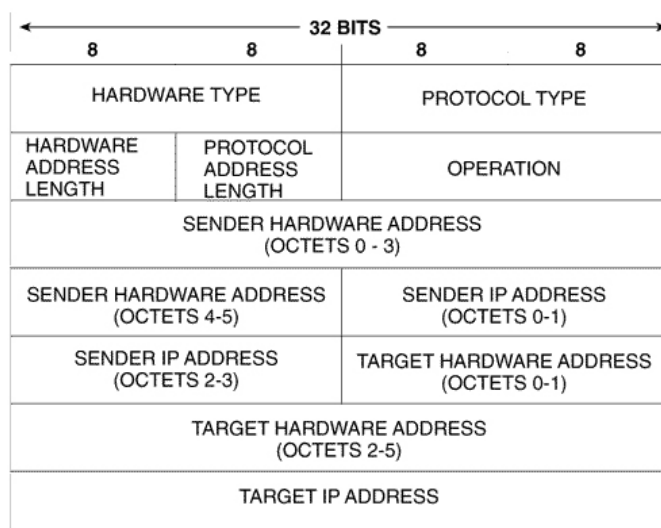 32 BITS
8 8 8 8
HARDWARE TYPE
PROTOCOL TYPE
HARDWARE
ADDRESS
LENGTH
PROTOCOL
ADDRESS
LENGTH
OPERATION
SENDER HARDWARE ADDRESS
(OCTETS 0 - 3)
SENDER HARDWARE ADDRESS
(OCTETS 4-5)
SENDER IP ADDRESS
(OCTETS 0-1)
SENDER IP ADDRESS
(OCTETS 2-3)
TARGET HARDWARE ADDRESS
(OCTETS 0-1)
TARGET HARDWARE ADDRESS
(OCTETS 2-5)
TARGET IP ADDRESS